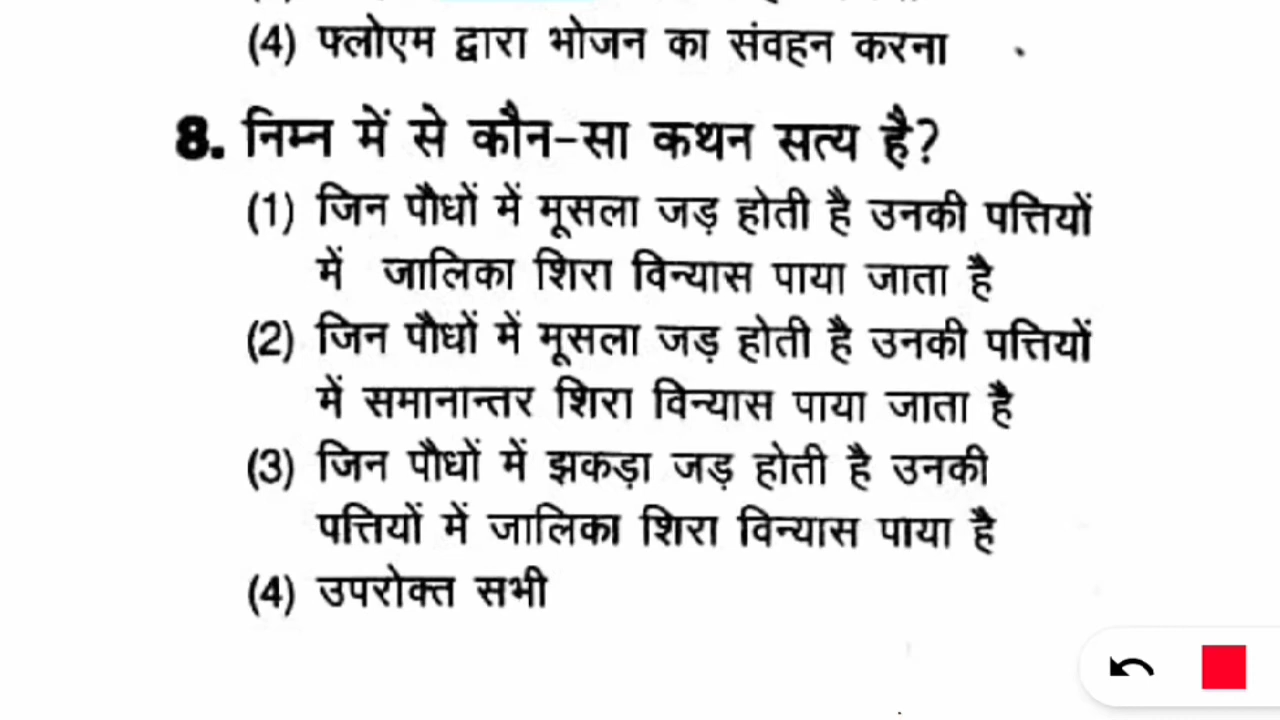 (4) फ्लोएम द्वारा भोजन का संवहन करना
8. निम्न में से कौन-सा कथन सत्य है?
(1) जिन पौधों में मूसला जड़ होती है उनकी पत्तियों
में जालिका शिरा विन्यास पाया जाता है
(2) जिन पौधों में मूसला जड़ होती है उनकी पत्तियों
में समानान्तर शिरा विन्यास पाया जाता है
(3) जिन पौधों में झकड़ा जड़ होती है उनकी
पत्तियों में जालिका शिरा विन्यास पाया है
(4) उपरोक्त सभी